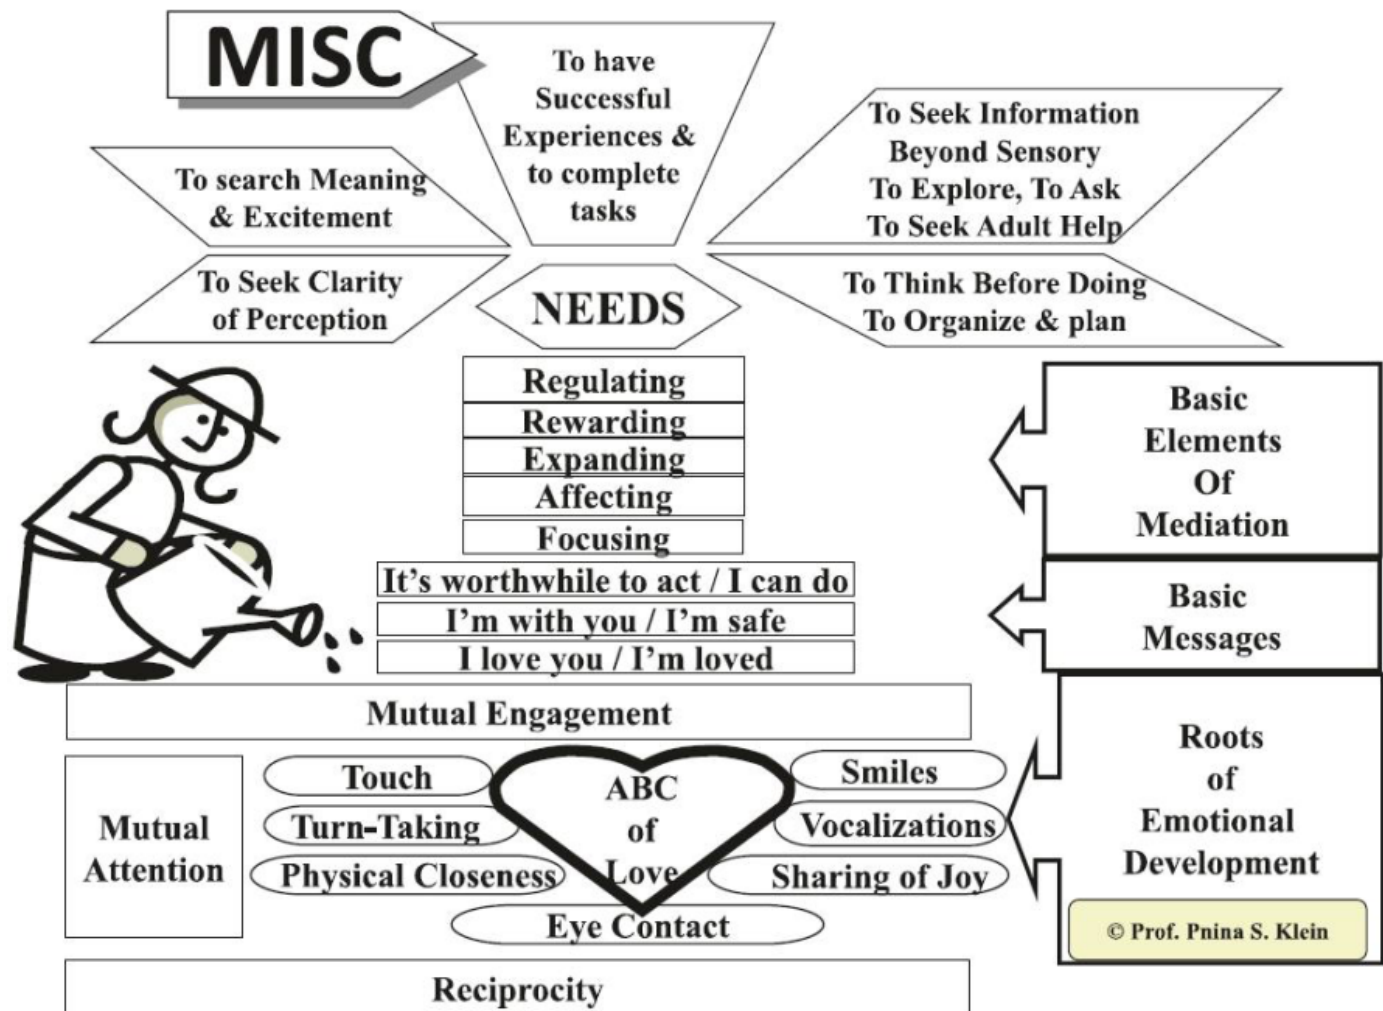 MISC
To have
Successful
Experiences &
to complete
tasks
To Seek Information
Beyond Sensory
To Explore, To Ask
To Seek Adult Help
To search Meaning
& Excitement
To Seek Clarity
of Perception
NEEDS
To Think Before Doing
To Organize & plan
Regulating
Rewarding
Expanding
Affecting
Focusing
Basic
Elements
Of
Mediation
It's worthwhile to act / I can do
I'm with you / I'm safe
I love you / I'm loved
Basic
Messages
Mutual Engagement
Mutual
Attention
Touch
Turn-Taking
Physical Closeness
ABC
of
Love
Smiles
Vocalizations
Sharing of Joy
Eye Contact
Roots
of
Emotional
Development
© Prof. Pnina S. Klein
Reciprocity